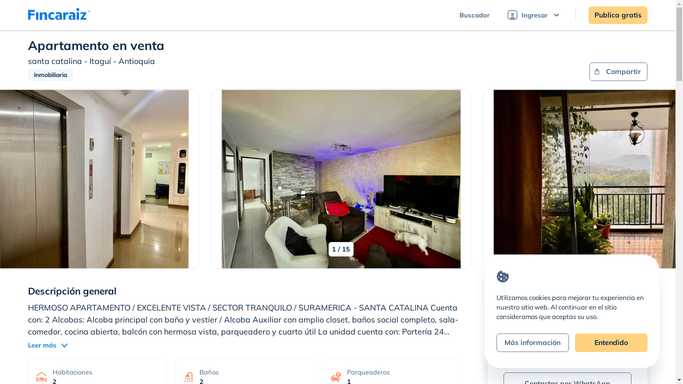 Fincaraiz
Buscador
Ingresar
Publica gratis
Apartamento en venta
santa catalina - Itaguí - Antioquia
Inmobiliaria
Compartir
1 / 15
Descripción general
HERMOSO APARTAMENTO / EXCELENTE VISTA / SECTOR TRANQUILO / SURAMERICA - SANTA CATALINA Cuenta
con: 2 Alcobas: Alcoba principal con baño y vestíer / Alcoba Auxiliar con amplio closet, baños social completo, sala-
comedor, cocina abierta, balcón con hermosa vista, parqueadero y cuarto útil La unidad cuenta con: Portería 24...
Leer más
Habitaciones
2
Baños
2
Parqueaderos
1
Utilizamos cookies para mejorar tu experiencia en
nuestro sitio web. Al continuar en el sitio
consideramos que aceptas su uso.
Más información
Entendido
Contactar por WhatsApp